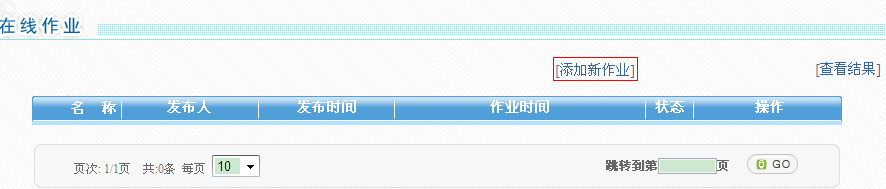 在线作业
[添加新作业] [查看结果]
名 称 发布人 发布时间 作业时间 状态 操作
页次: 1/1页 共:0条 每页 10 跳转到第 页 GO